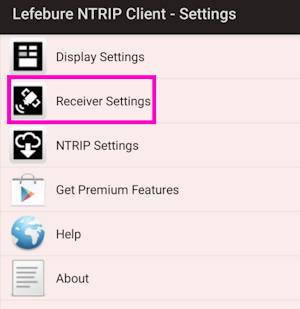 Lefebure NTRIP Client - Settings
Display Settings
Receiver Settings
NTRIP Settings
Get Premium Features
Help
About